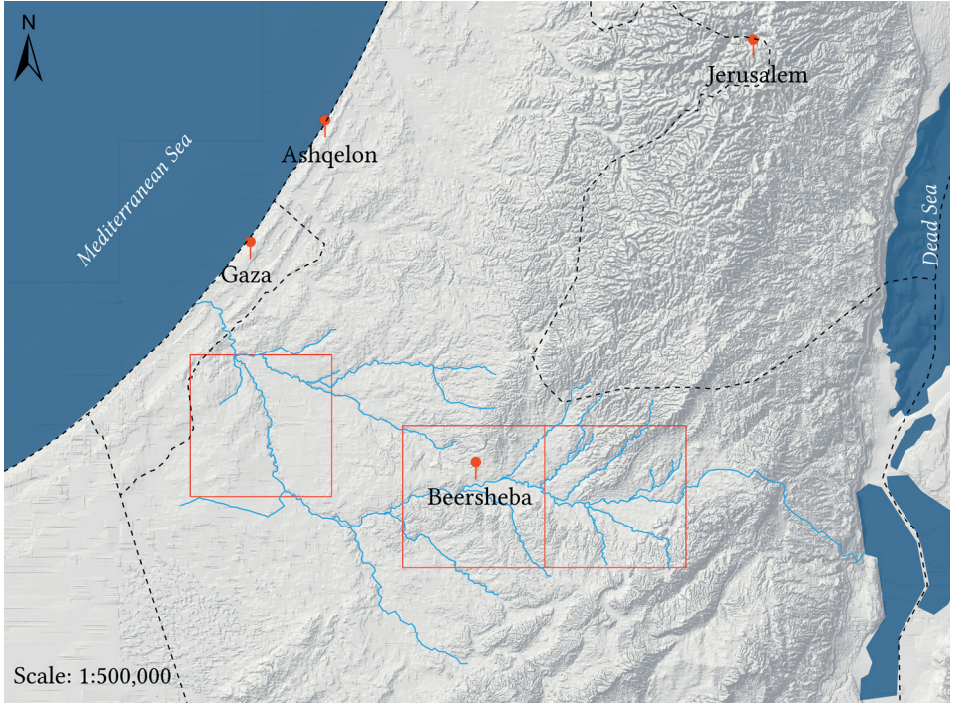 N
Jerusalem
Ashqelon
Mediterranean Sea
Dead Sea
Gaza
Beersheba
Scale: 1:500,000